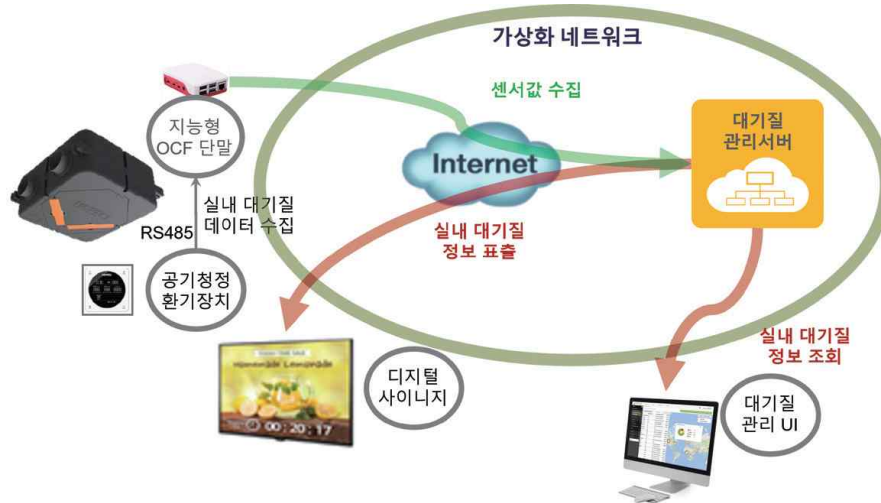 가상화 네트워크
센서값 수집
지능형
OCF 단말
대기질
관리서버
Internet
RS485
실내 대기질
데이터 수집
실내 대기질
정보 표출
공기청정
환기장치
실내 대기질
정보 조회
디지털
사이니지
Homemade Lemonade
00:20:17
대기질
관리 UI